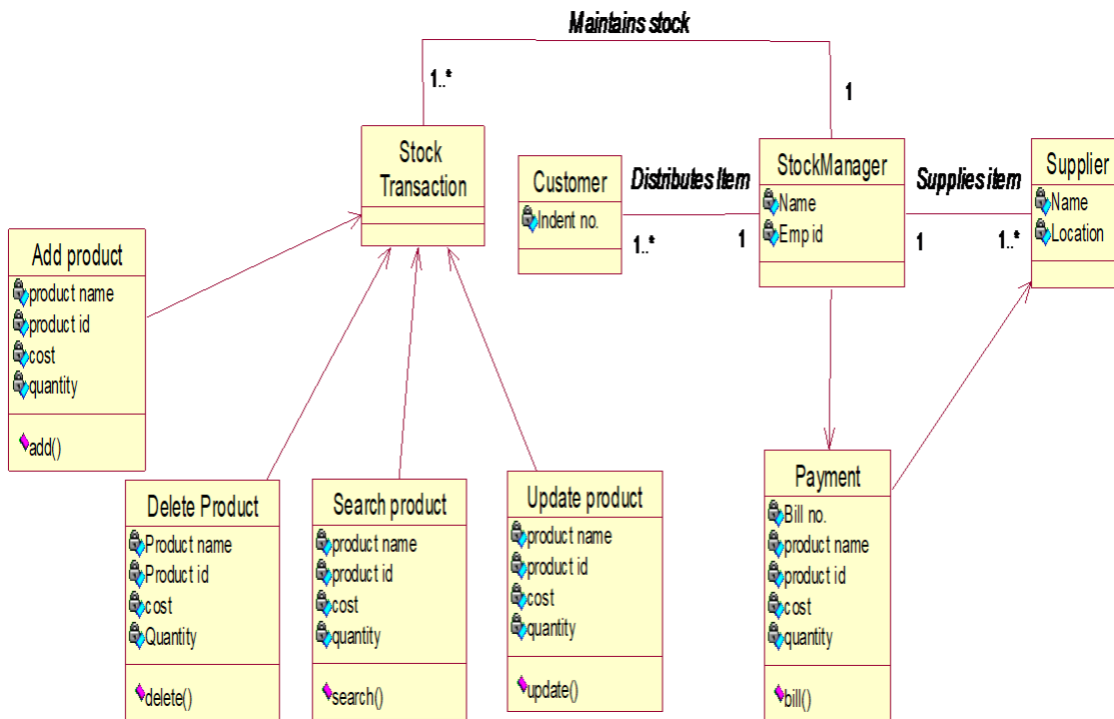 Maintains stock
1..*
1
Stock
Transaction
Customer
Indent no.
Distributes Item
1..*
1
StockManager
Name
Emp id
Supplies item
1
1..*
Supplier
Name
Location
Add product
product name
product id
cost
quantity
add()
Delete Product
Product name
Product id
cost
Quantity
delete()
Search product
product name
product id
cost
quantity
search()
Update product
product name
product id
cost
quantity
update()
Payment
Bill no.
product name
product id
cost
quantity
bill()